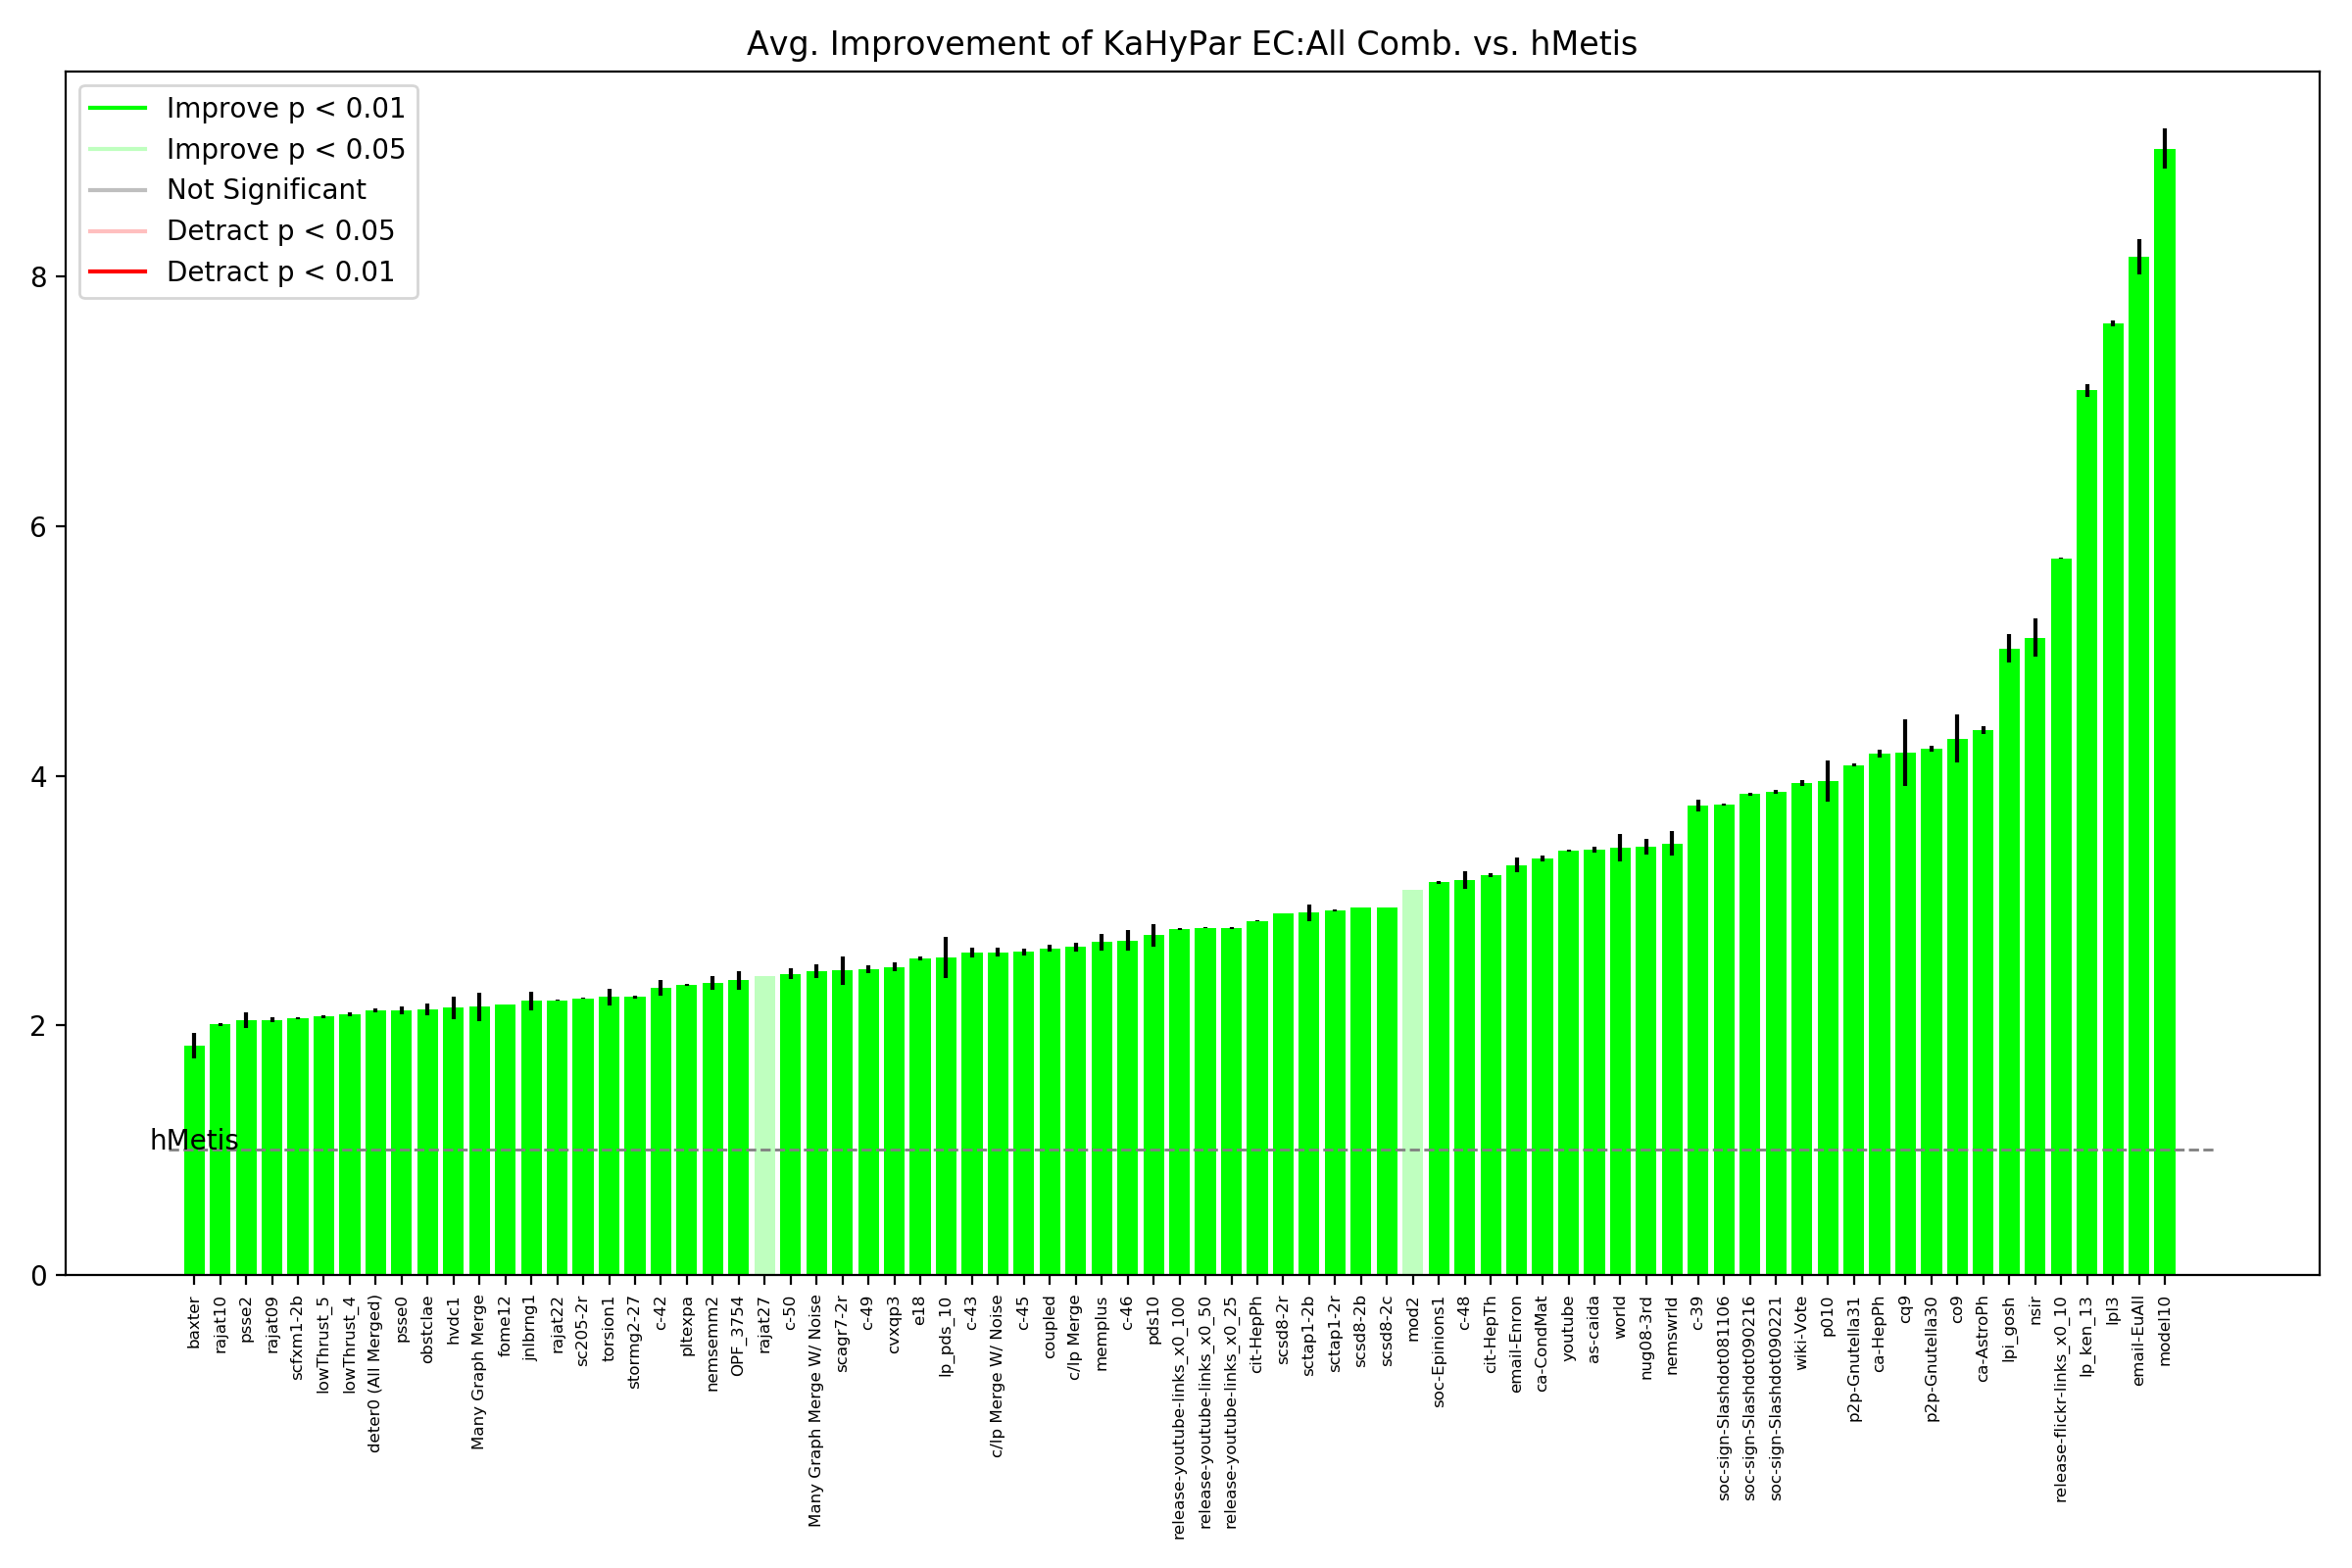 Avg. Improvement of KaHyPar EC:All Comb. vs. hMetis
Improve p < 0.01
Improve p < 0.05
Not Significant
Detract p < 0.05
Detract p < 0.01
8
6
4
2
0
hMetis
baxter
rajat10
psse2
rajat09
scfxm1-2b
lowThrust_5
lowThrust_4
deter0 (All Merged)
psse0
obstclae
hvdc1
Many Graph Merge
fome12
jnlbrng1
rajat22
sc205-2r
torsion1
stormg2-27
c-42
pltexpa
nemsemm2
OPF_3754
rajat27
c-50
Many Graph Merge W/ Noise
scagr7-2r
c-49
cvxqp3
e18
lp_pds_10
c-43
c/lp Merge W/ Noise
c-45
coupled
c/lp Merge
memplus
c-46
pds10
release-youtube-links_x0_100
release-youtube-links_x0_50
release-youtube-links_x0_25
cit-HepPh
scsd8-2r
sctap1-2b
sctap1-2r
scsd8-2b
scsd8-2c
mod2
soc-Epinions1
c-48
cit-HepTh
email-Enron
ca-CondMat
youtube
as-caida
world
nug08-3rd
nemswrld
c-39
soc-sign-Slashdot081106
soc-sign-Slashdot090216
soc-sign-Slashdot090221
wiki-Vote
p010
p2p-Gnutella31
ca-HepPh
cq9
p2p-Gnutella30
co9
ca-AstroPh
lpi_gosh
nsir
release-flickr-links_x0_10
lp_ken_13
lpl3
email-EuAll
model10